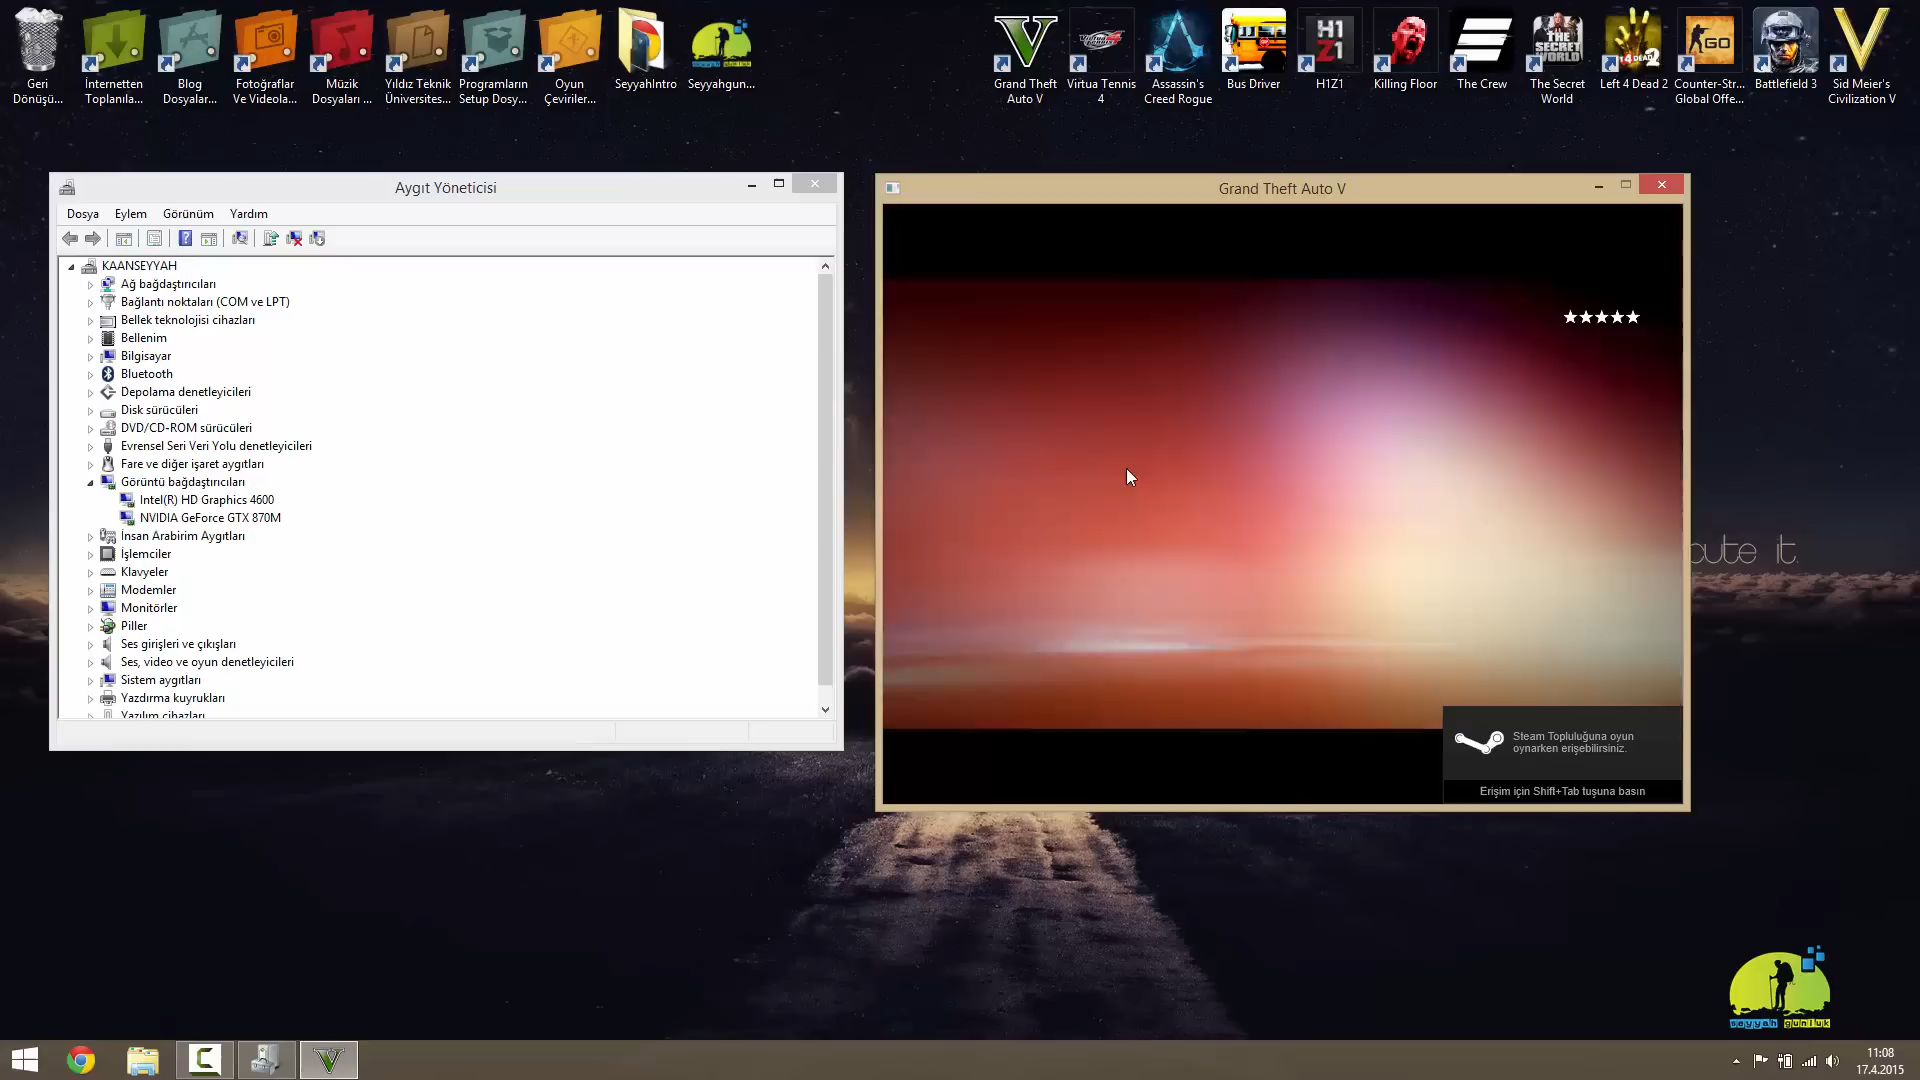 Geri Dönüşü...
İnternetten Toplanıla...
Blog Dosyalar...
Fotoğraflar Ve Videola...
Müzik Dosyaları ...
Yıldız Teknik Üniversites...
Programların Setup Dosy...
Oyun Çeviriler...
SeyyahIntro
Seyyahgun...
Grand Theft Auto V
Virtua Tennis 4
Assassin's Creed Rogue
Bus Driver
H1Z1
Killing Floor
The Crew
The Secret World
Left 4 Dead 2
Counter-Str... Global Offe...
Battlefield 3
Sid Meier's Civilization V
Aygıt Yöneticisi
Dosya Eylem Görünüm Yardım
KAANSEYYAH
Ağ bağdaştırıcıları
Bağlantı noktaları (COM ve LPT)
Bellek teknolojisi cihazları
Bellenim
Bilgisayar
Bluetooth
Depolama denetleyicileri
Disk sürücüleri
DVD/CD-ROM sürücüleri
Evrensel Seri Veri Yolu denetleyicileri
Fare ve diğer işaret aygıtları
Görüntü bağdaştırıcıları
Intel(R) HD Graphics 4600
NVIDIA GeForce GTX 870M
İnsan Arabirim Aygıtları
İşlemciler
Klavyeler
Modemler
Monitörler
Piller
Ses girişleri ve çıkışları
Ses, video ve oyun denetleyicileri
Sistem aygıtları
Yazdırma kuyrukları
Yazılım cihazları
Grand Theft Auto V
Steam Topluluğuna oyun
oynarken erişebilirsiniz.
Erişim için Shift+Tab tuşuna basın
cute it.
seyyah günlük
11:08
17.4.2015